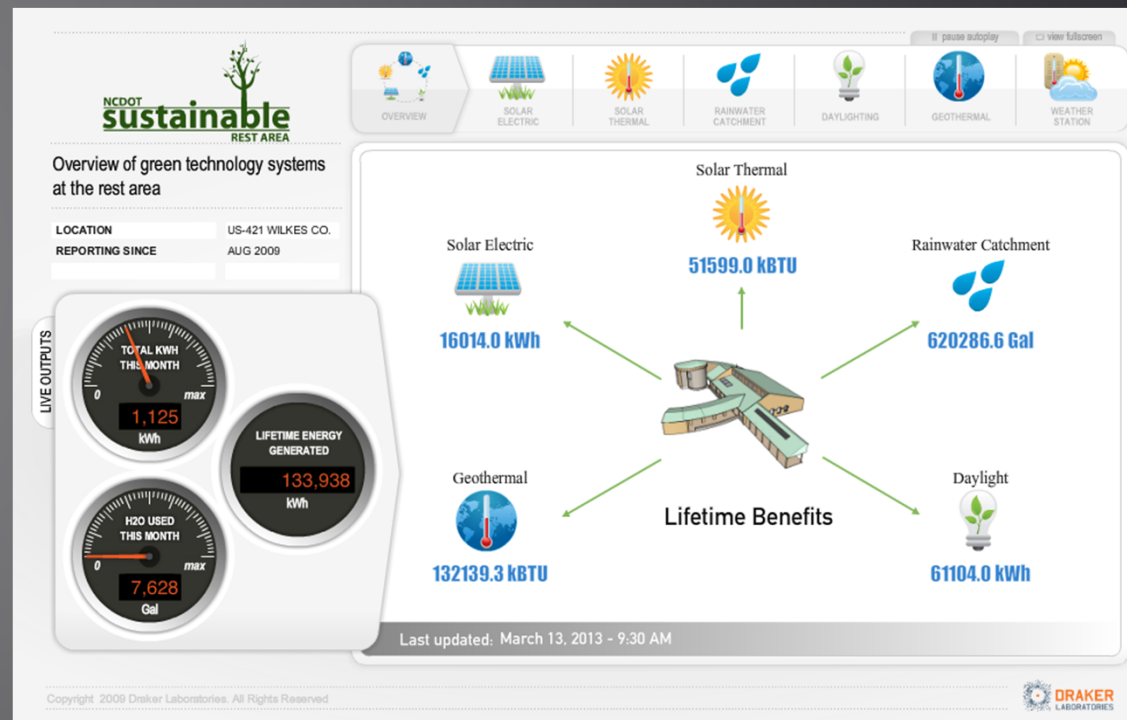 pause autoplay
view fullscreen
NCDOT
sustainable
REST AREA
OVERVIEW
SOLAR
ELECTRIC
SOLAR
THERMAL
RAINWATER
CATCHMENT
DAYLIGHTING
GEOTHERMAL
WEATHER
STATION
Overview of green technology systems
at the rest area
LOCATION US-421 WILKES CO.
REPORTING SINCE AUG 2009
LIVE OUTPUTS
TOTAL KWH
THIS MONTH
0 max
1,125
kWh
LIFETIME ENERGY
GENERATED
133,938
kWh
H2O USED
THIS MONTH
0 max
7,628
Gal
Solar Thermal
51599.0 kBTU
Solar Electric
16014.0 kWh
Rainwater Catchment
620286.6 Gal
Geothermal
132139.3 kBTU
Lifetime Benefits
Daylight
61104.0 kWh
Last updated: March 13, 2013 - 9:30 AM
Copyright 2009 Draker Laboratories. All Rights Reserved
DRAKER
LABORATORIES